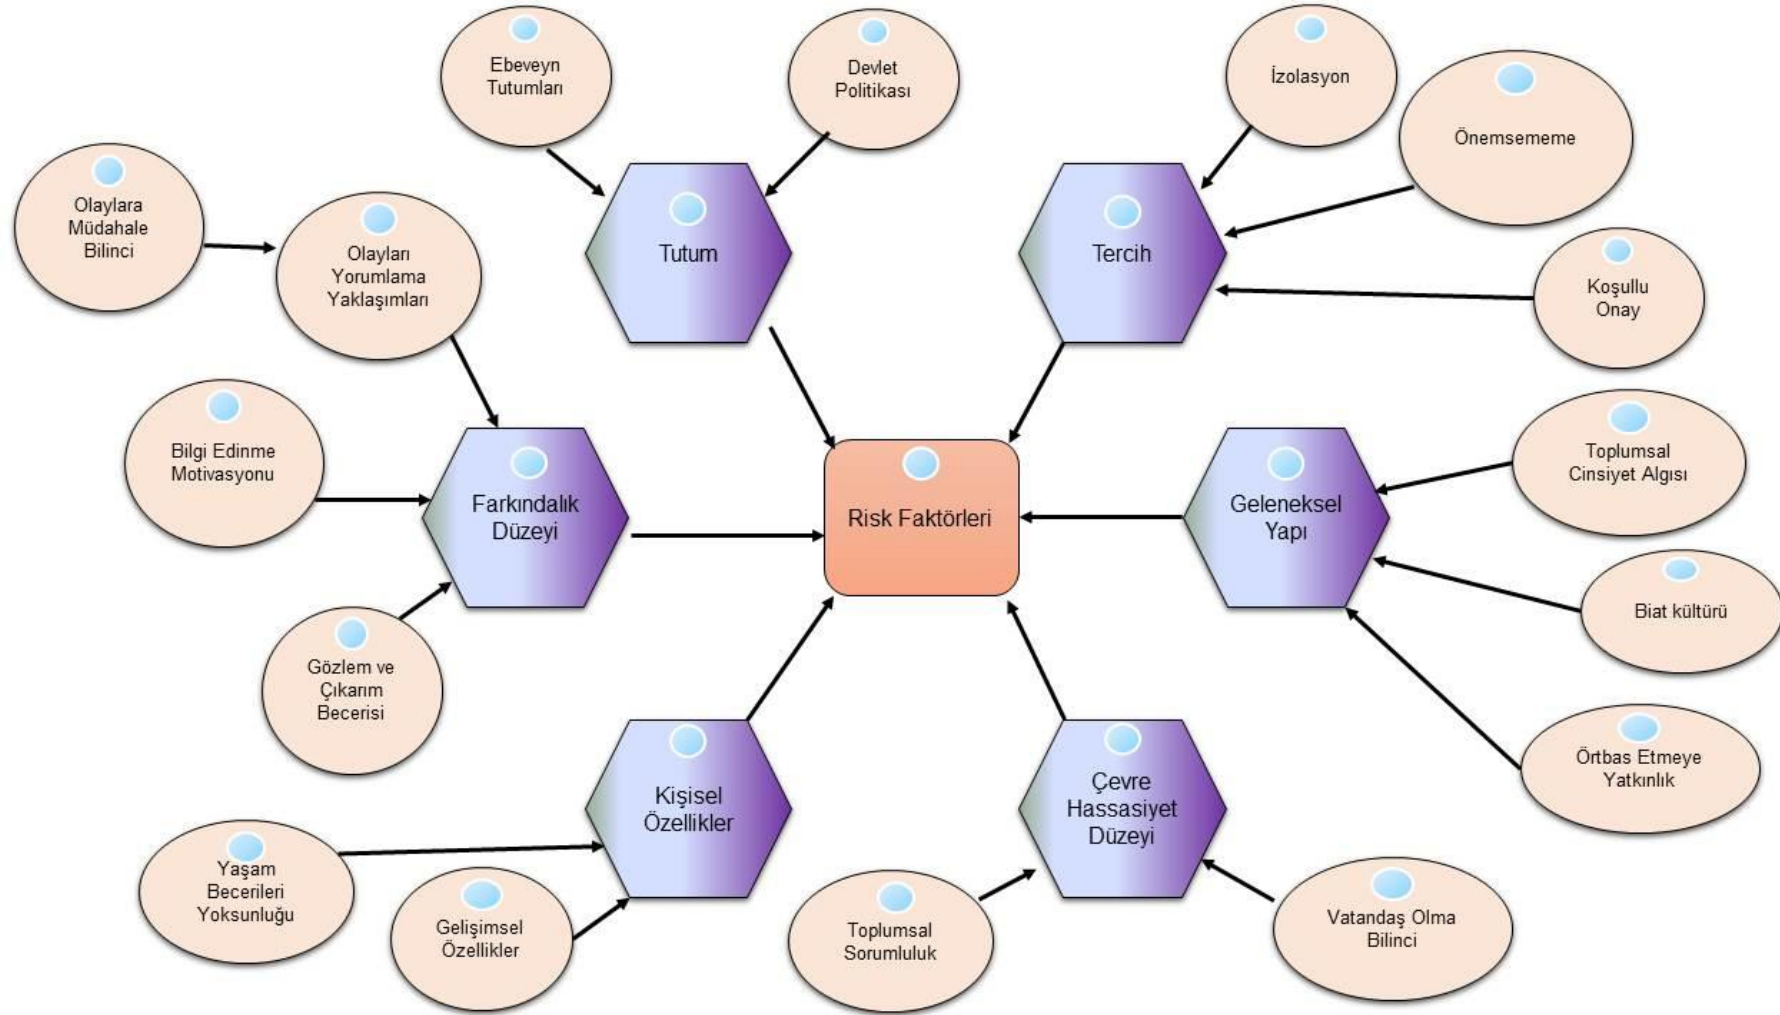 Ebeveyn
Tutumları
Devlet
Politikası
İzolasyon
Önemsememe
Olaylara
Müdahale
Bilinci
Olayları
Yorumlama
Yaklaşımları
Tutum
Tercih
Koşullu
Onay
Bilgi Edinme
Motivasyonu
Farkındalık
Düzeyi
Risk Faktörleri
Geleneksel
Yapı
Toplumsal
Cinsiyet Algısı
Biat kültürü
Gözlem ve
Çıkarım
Becerisi
Kişisel
Özellikler
Çevre
Hassasiyet
Düzeyi
Örtbas Etmeye
Yatkınlık
Yaşam
Becerileri
Yoksunluğu
Gelişimsel
Özellikler
Toplumsal
Sorumluluk
Vatandaş Olma
Bilinci